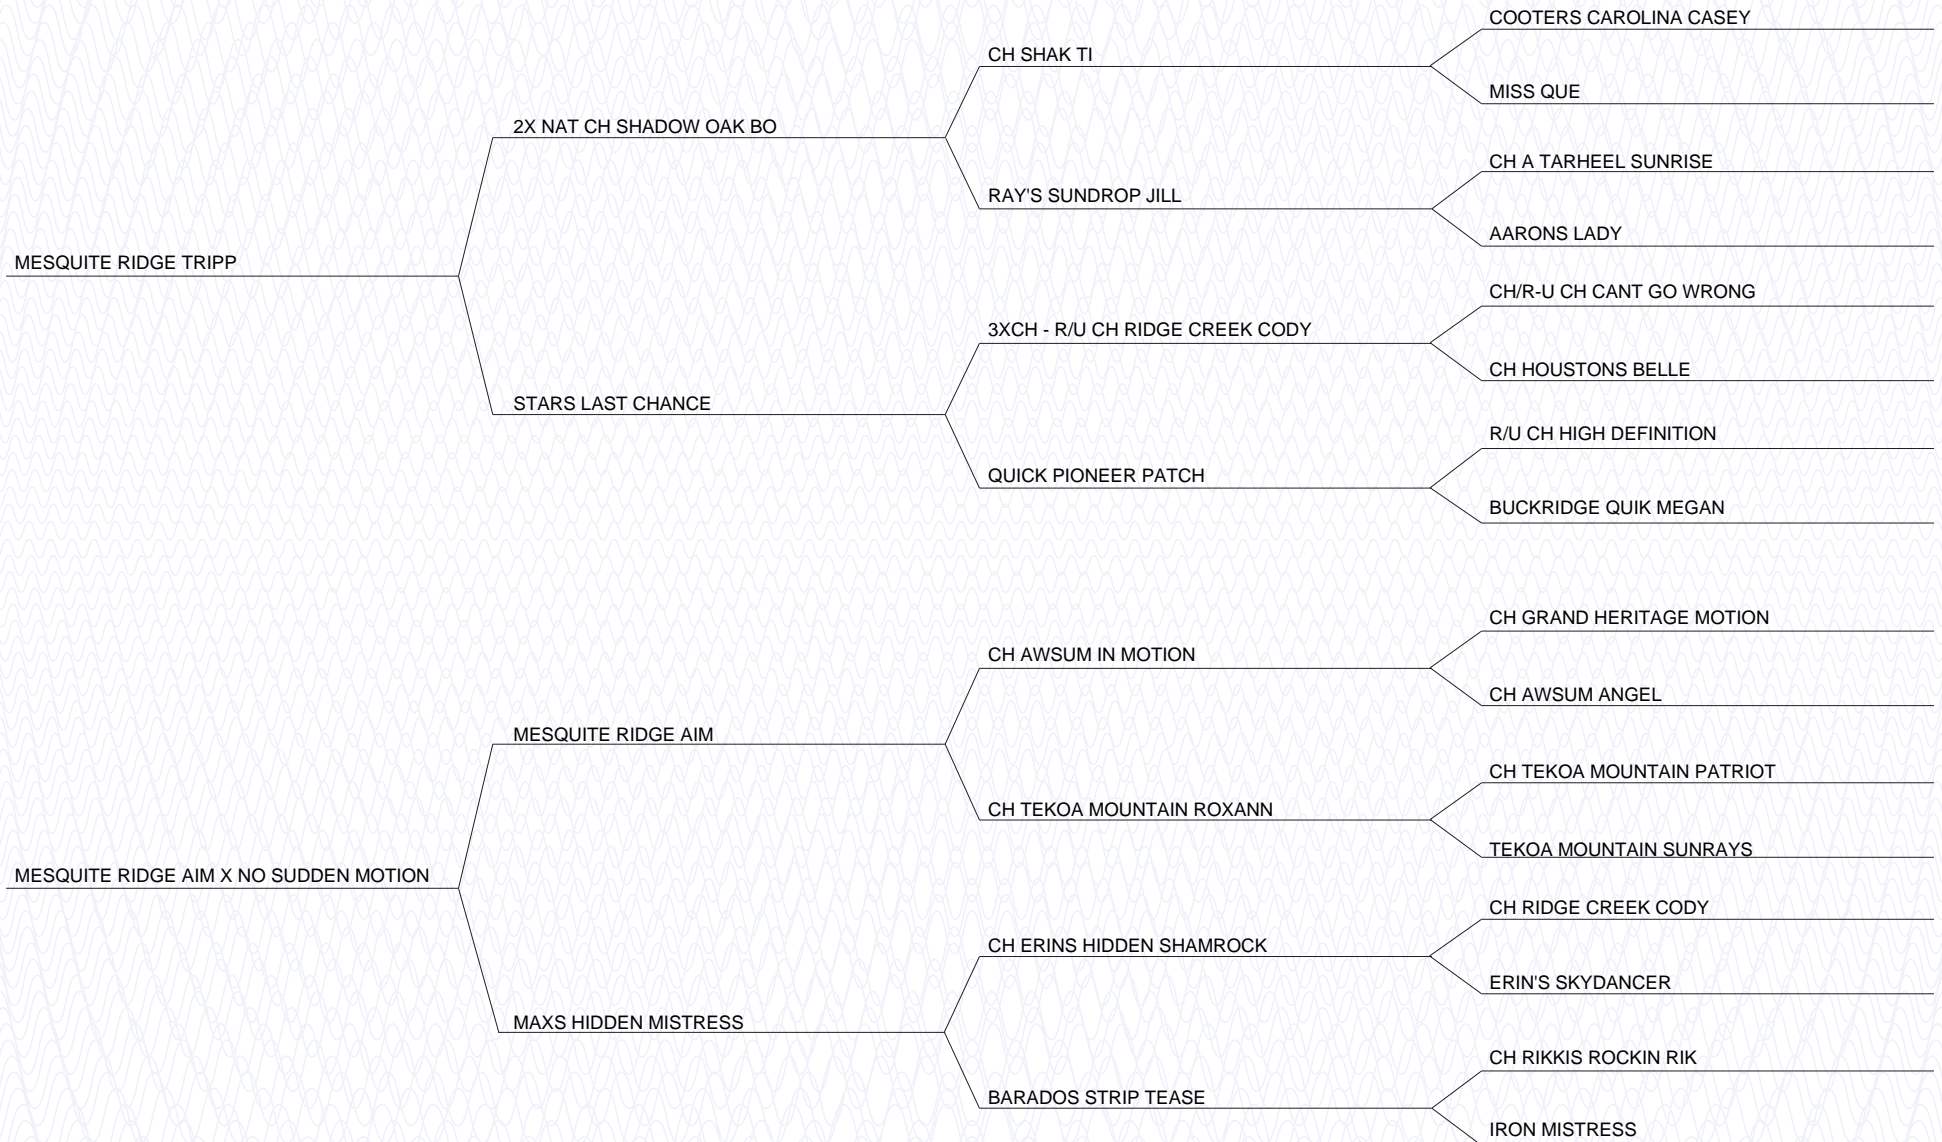 COOTERS CAROLINA CASEY
CH SHAK TI
MISS QUE
2X NAT CH SHADOW OAK BO
CH A TARHEEL SUNRISE
RAY'S SUNDROP JILL
AARONS LADY
MESQUITE RIDGE TRIPP
CH/R-U CH CANT GO WRONG
3XCH - R/U CH RIDGE CREEK CODY
CH HOUSTONS BELLE
STARS LAST CHANCE
R/U CH HIGH DEFINITION
QUICK PIONEER PATCH
BUCKRIDGE QUIK MEGAN
CH GRAND HERITAGE MOTION
CH AWSUM IN MOTION
CH AWSUM ANGEL
MESQUITE RIDGE AIM
CH TEKOA MOUNTAIN PATRIOT
CH TEKOA MOUNTAIN ROXANN
TEKOA MOUNTAIN SUNRAYS
MESQUITE RIDGE AIM X NO SUDDEN MOTION
CH RIDGE CREEK CODY
CH ERINS HIDDEN SHAMROCK
ERIN'S SKYDANCER
MAXS HIDDEN MISTRESS
CH RIKKIS ROCKIN RIK
BARADOS STRIP TEASE
IRON MISTRESS